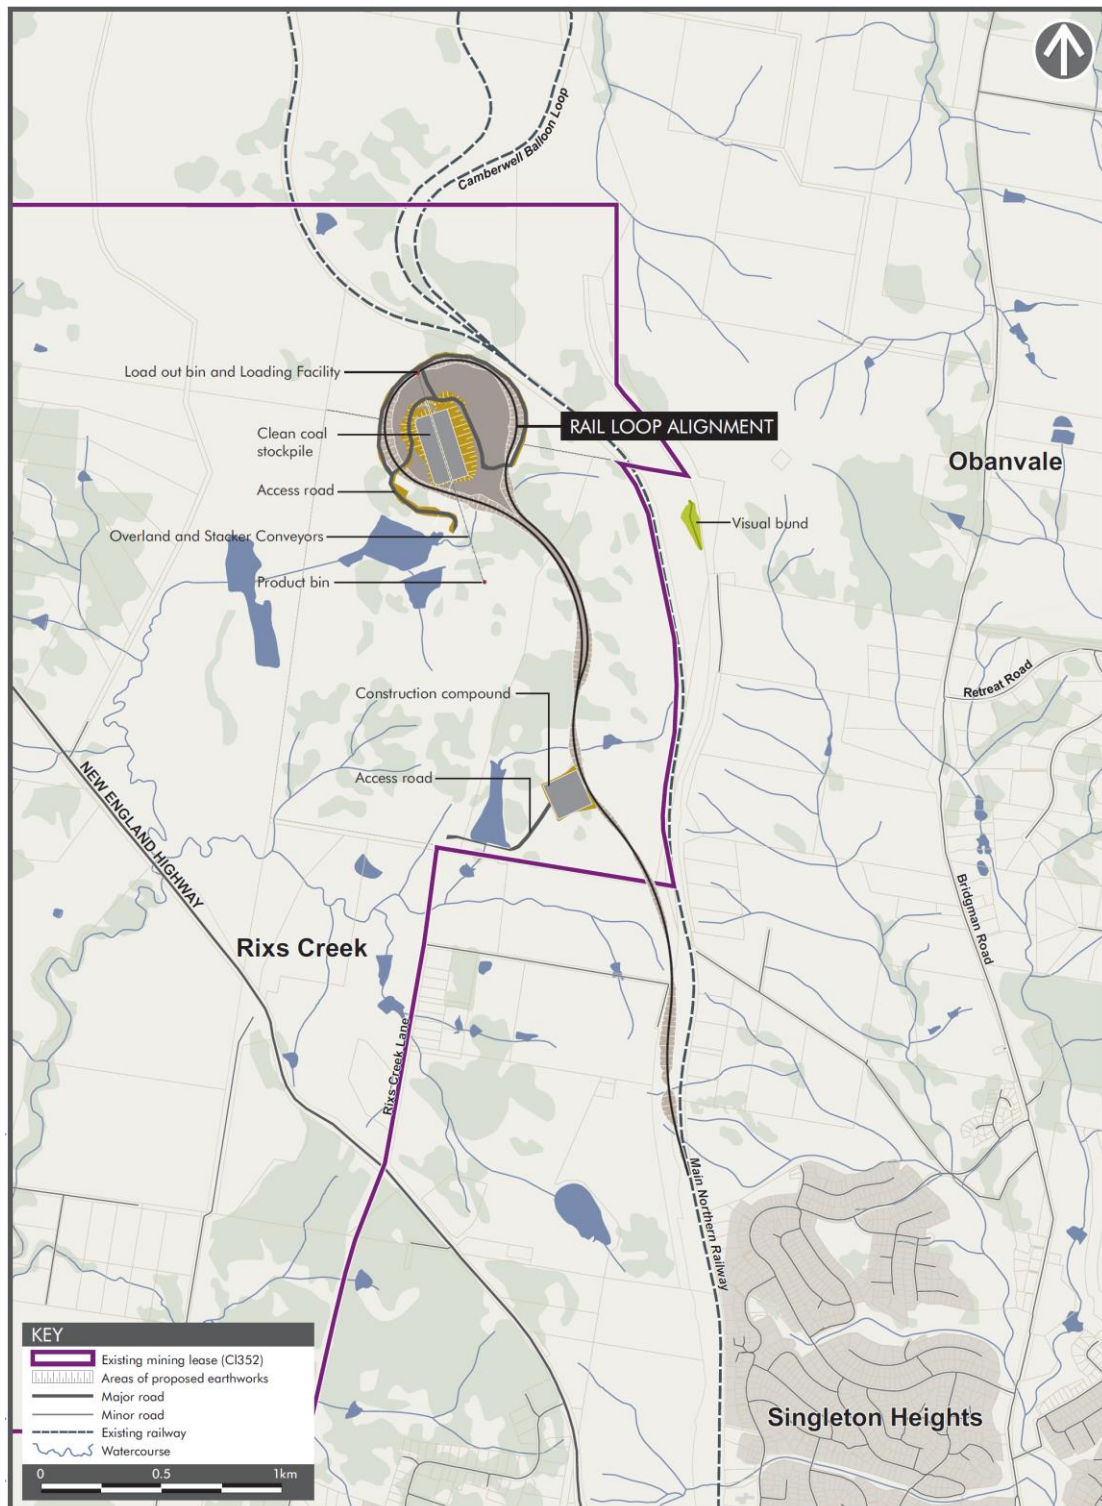 Camberwell Balloon Loop
Load out bin and Loading Facility
RAIL LOOP ALIGNMENT
Clean coal
stockpile
Obanvale
Access road
Visual bund
Overland and Stacker Conveyors
Product bin
Retreat Road
Construction compound
Access road
NEW ENGLAND HIGHWAY
Bridgman Road
Rixs Creek
Rixs Creek Lane
Main Northern Railway
Singleton Heights
KEY
Existing mining lease (Cl352)
Areas of proposed earthworks
Major road
Minor road
Existing railway
Watercourse
0 0.5 1km